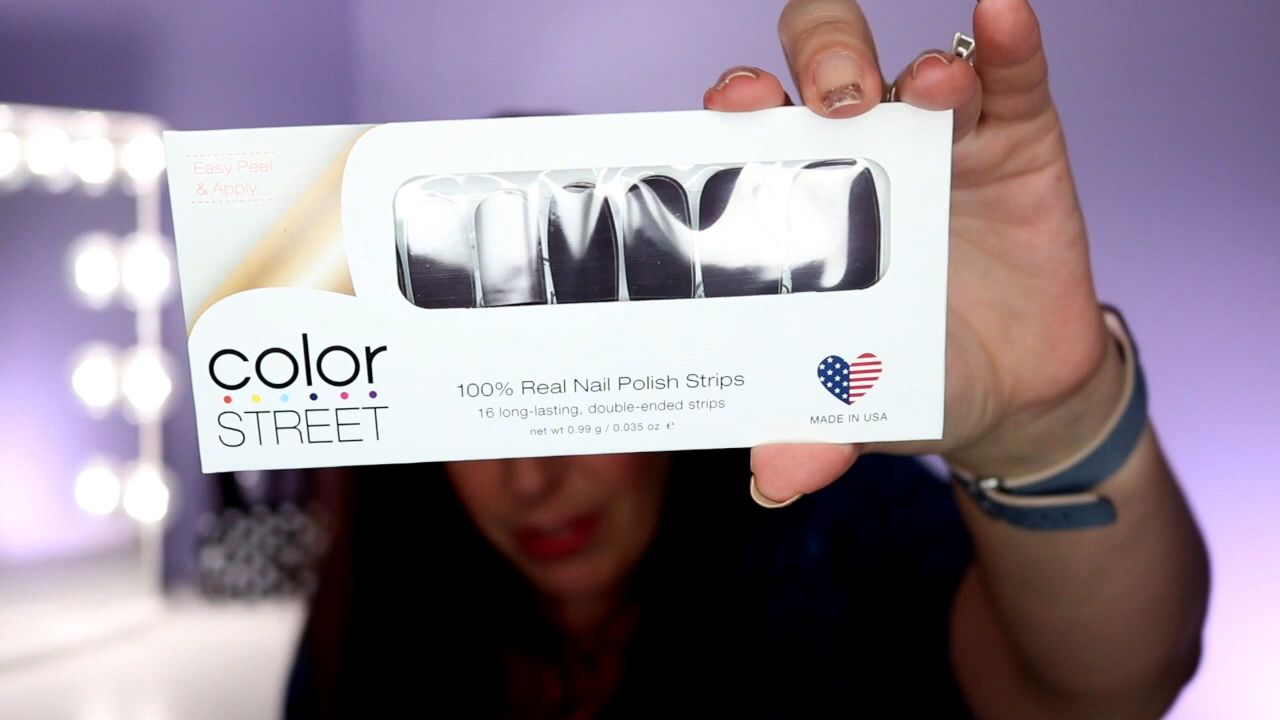 Easy Peel
& Apply
color
STREET
100% Real Nail Polish Strips
16 long-lasting, double-ended strips
net wt 0.99 g / 0.035 oz ℮
MADE IN USA